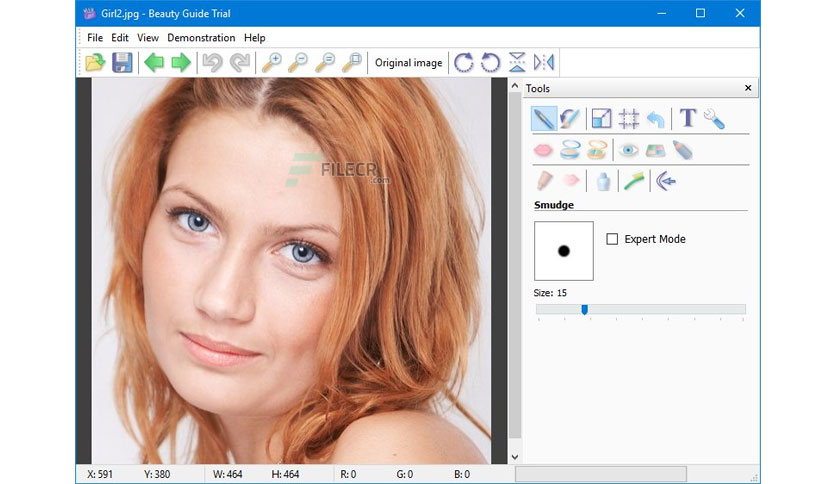 Girl2.jpg - Beauty Guide Trial
File Edit View Demonstration Help
Original image
Tools
T
FILECR
.com
Smudge
Expert Mode
Size: 15
X: 591 Y: 380 W: 464 H: 464 R: 0 G: 0 B: 0